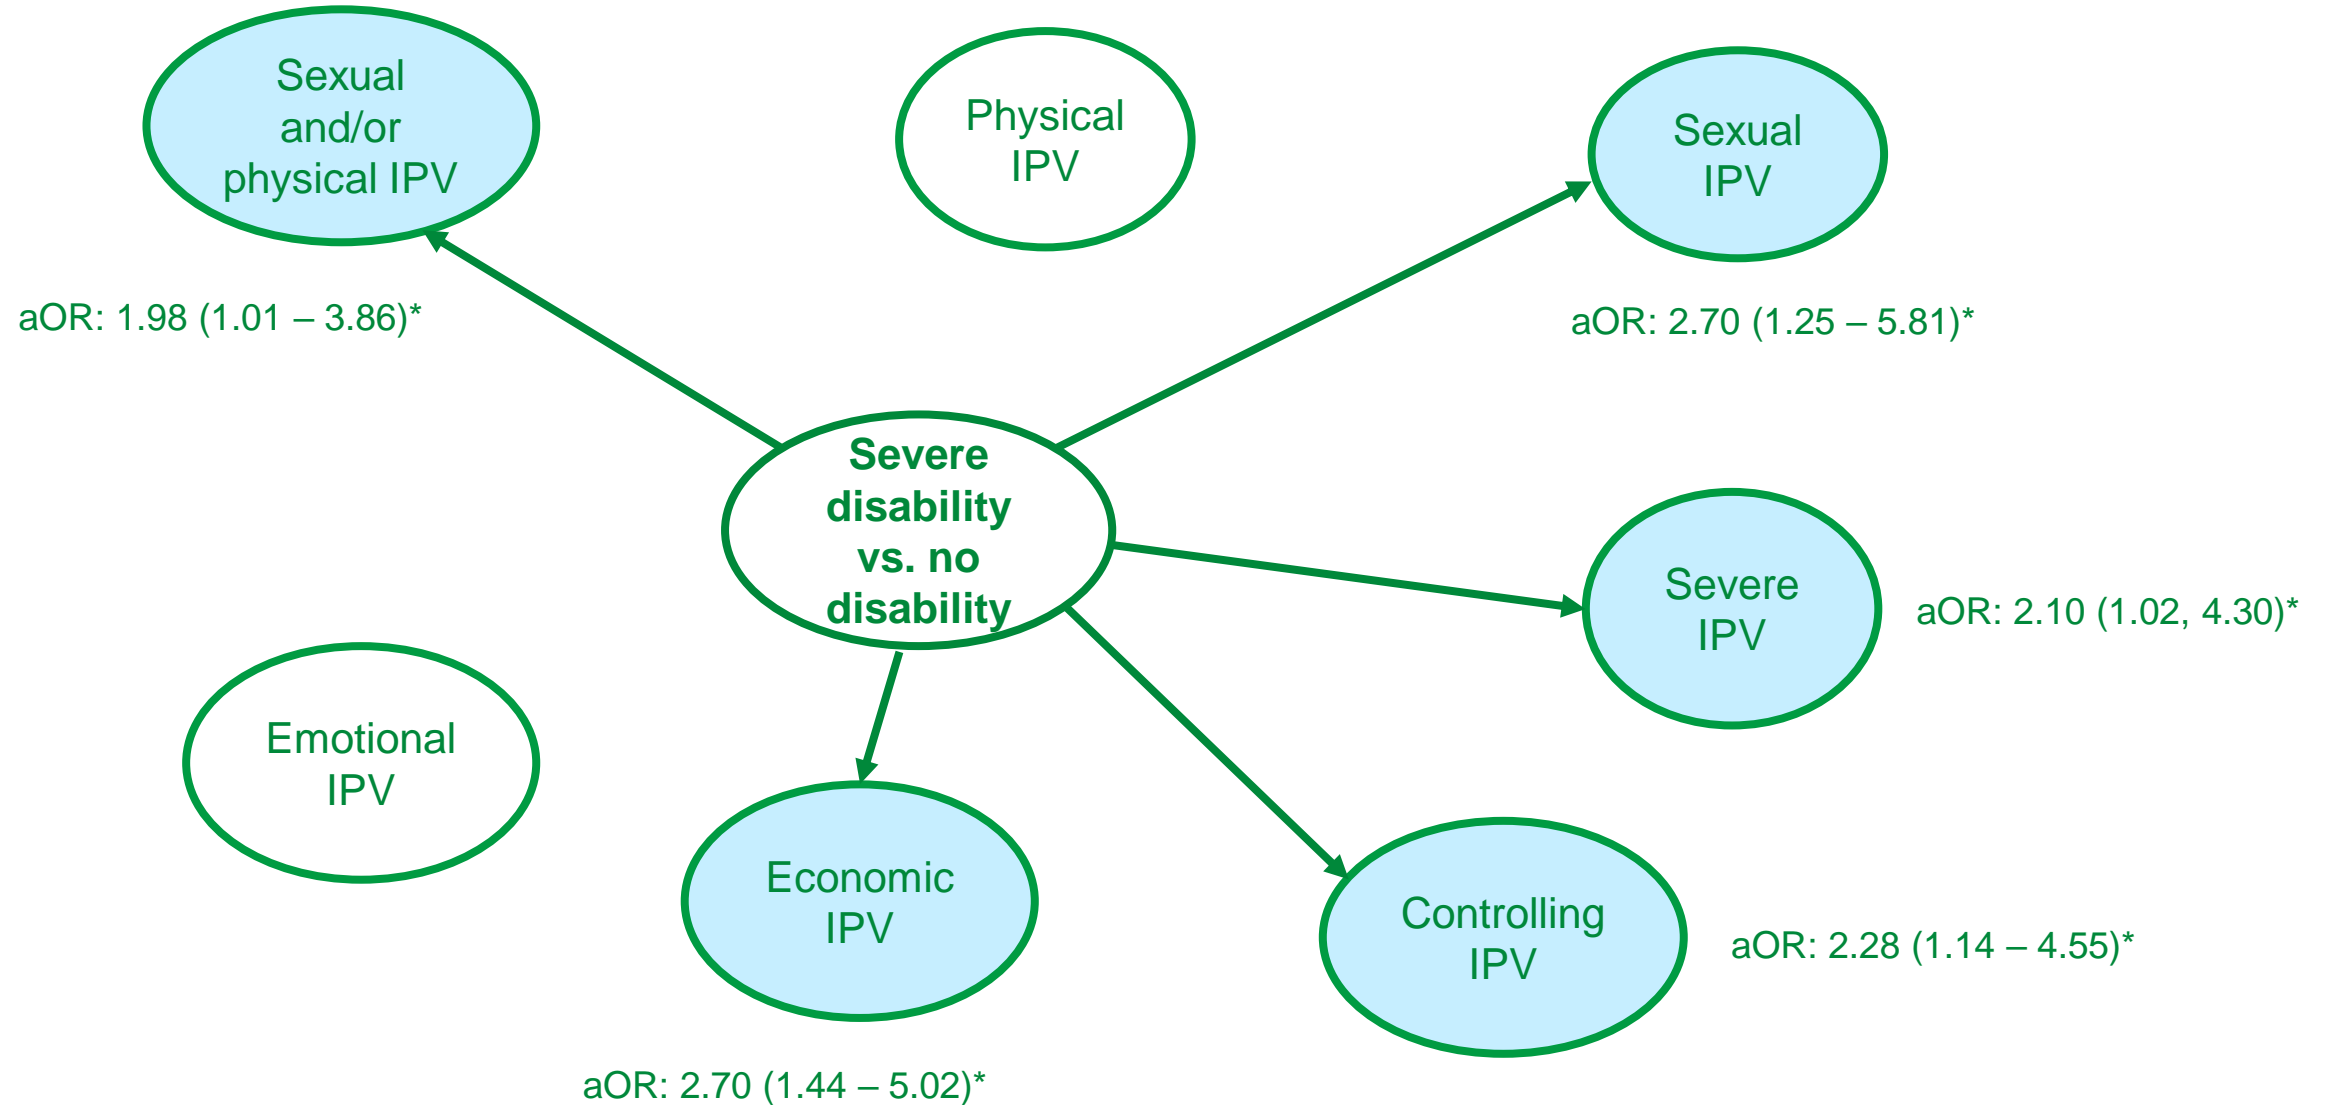 Sexual
and/or
physical IPV
Physical
IPV
Sexual
IPV
aOR: 1.98 (1.01 – 3.86)*
aOR: 2.70 (1.25 – 5.81)*
Severe
disability
vs. no
disability
Severe
IPV
aOR: 2.10 (1.02, 4.30)*
Emotional
IPV
Economic
IPV
Controlling
IPV
aOR: 2.28 (1.14 – 4.55)*
aOR: 2.70 (1.44 – 5.02)*